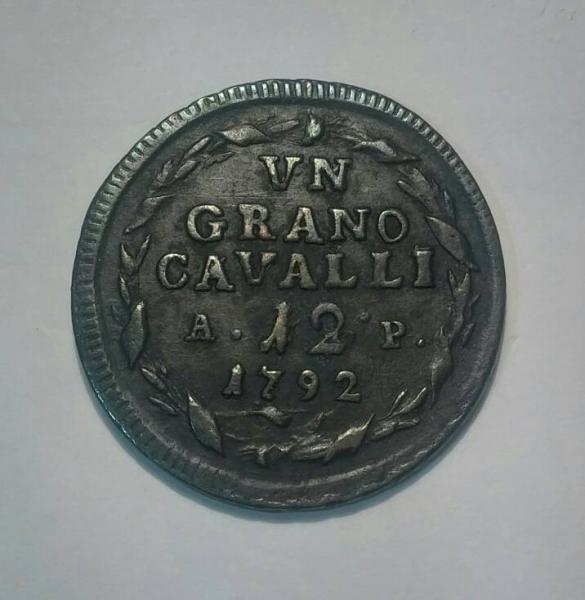 VN
GRANO
CAVALLI
A . 12 P.
1792